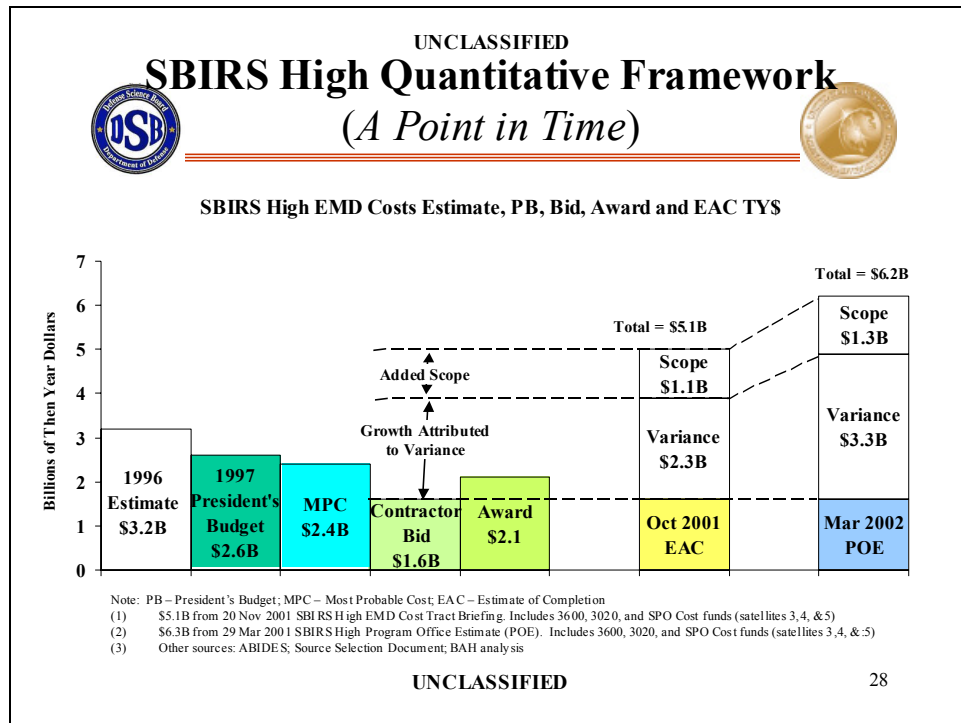 UNCLASSIFIED
SBIRS High Quantitative Framework
(A Point in Time)
Defense Science Board
DSB
Department of Defense
SBIRS High EMD Costs Estimate, PB, Bid, Award and EAC TY$
Billions of Then Year Dollars
7
6
5
4
3
2
1
0
1996
Estimate
$3.2B
1997
President's
Budget
$2.6B
MPC
$2.4B
Contractor
Bid
$1.6B
Award
$2.1
Added Scope
Growth Attributed
to Variance
Total = $5.1B
Scope
$1.1B
Variance
$2.3B
Oct 2001
EAC
Total = $6.2B
Scope
$1.3B
Variance
$3.3B
Mar 2002
POE
Note: PB – President's Budget; MPC – Most Probable Cost; EAC – Estimate of Completion
(1) $5.1B from 20 Nov 2001 SBIRS High EMD Cost Tract Briefing. Includes 3600, 3020, and SPO Cost funds (satellites 3,4, &5)
(2) $6.3B from 29 Mar 2001 SBIRS High Program Office Estimate (POE). Includes 3600, 3020, and SPO Cost funds (satellites 3,4, &:5)
(3) Other sources: ABIDES; Source Selection Document; BAH analysis
UNCLASSIFIED
28